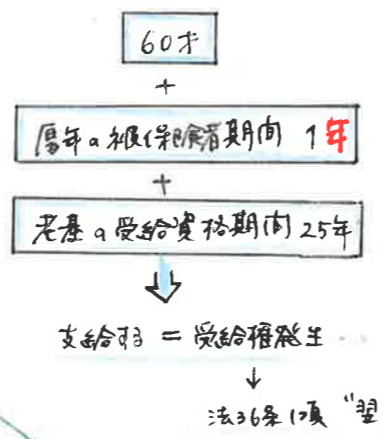 60才
+
厚年の被保険者期間 1年
+
老基の受給資格期間25年
支給する = 受給権発生
法36条1項 "翌